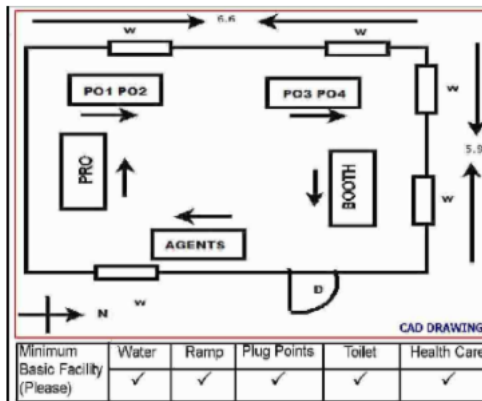 6.6
W W
PO1 PO2 PO3 PO4
W
PRO
BOOTH
5.9
W
AGENTS
D
W
N
CAD DRAWING
Minimum Basic Facility (Please) Water Ramp Plug Points Toilet Health Care
✓ ✓ ✓ ✓ ✓